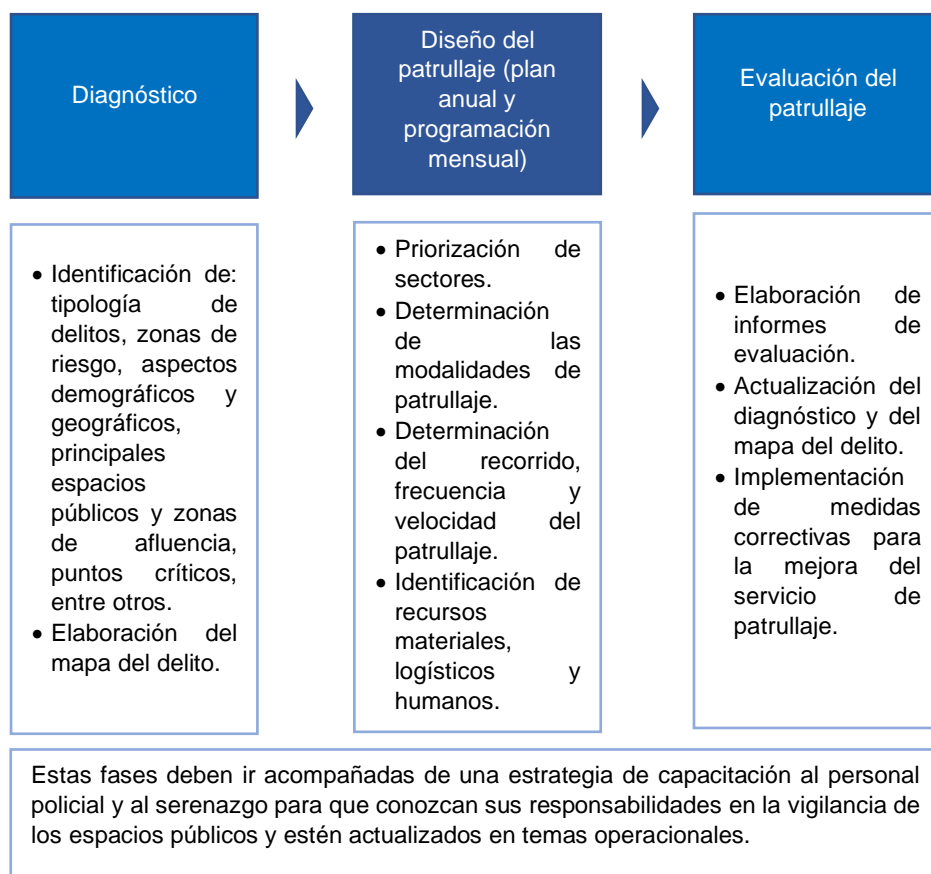 Diagnóstico
Diseño del
patrullaje (plan
anual y
programación
mensual)
Evaluación del
patrullaje
• Identificación de:
tipología de
delitos, zonas de
riesgo, aspectos
demográficos y
geográficos,
principales
espacios
públicos y zonas
de afluencia,
puntos críticos,
entre otros.
• Elaboración del
mapa del delito.
• Priorización de
sectores.
• Determinación
de las
modalidades de
patrullaje.
• Determinación
del recorrido,
frecuencia y
velocidad del
patrullaje.
• Identificación de
recursos
materiales,
logísticos y
humanos.
• Elaboración de
informes de
evaluación.
• Actualización del
diagnóstico y del
mapa del delito.
• Implementación
de medidas
correctivas para
la mejora del
servicio de
patrullaje.
Estas fases deben ir acompañadas de una estrategia de capacitación al personal
policial y al serenazgo para que conozcan sus responsabilidades en la vigilancia de
los espacios públicos y estén actualizados en temas operacionales.